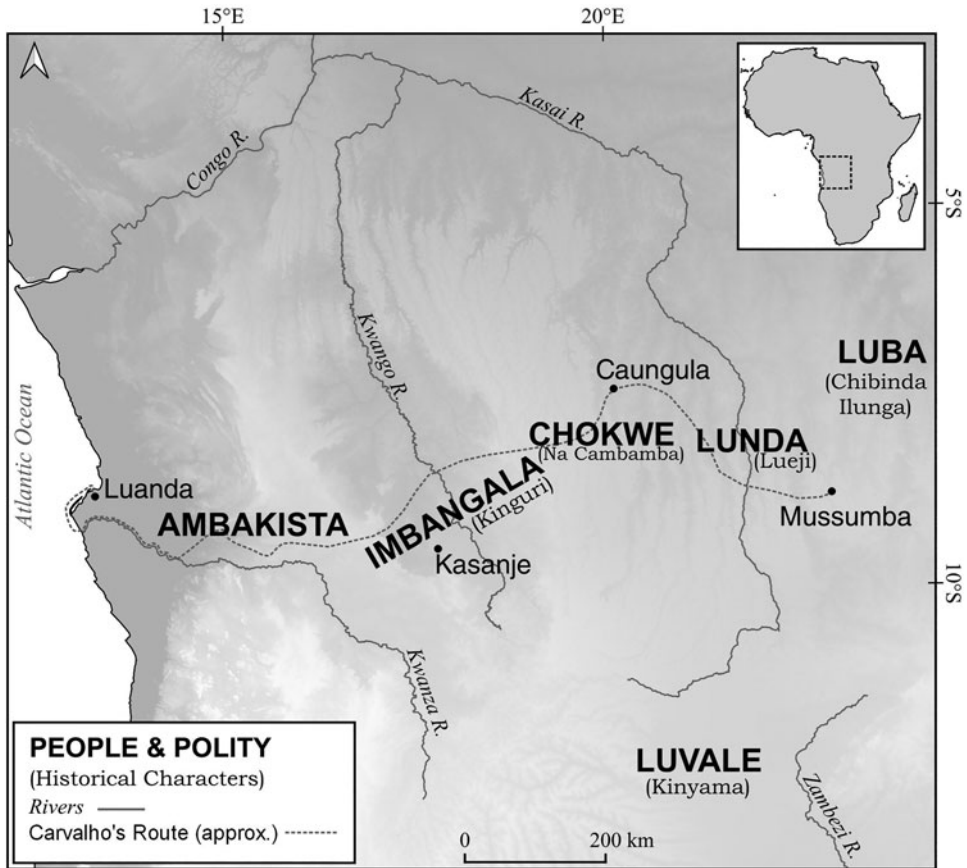 15°E
20°E
Kasai R.
Congo R.
5°S
Kwango R.
LUBA
(Chibinda
Ilunga)
Caungula
CHOKWE
(Na Cambamba)
LUNDA
(Lueji)
Atlantic Ocean
Luanda
AMBAKISTA
IMBANGALA
(Kinguri)
Mussumba
Kasanje
10°S
Kwanza R.
PEOPLE & POLITY
(Historical Characters)
Rivers
Carvalho's Route (approx.)
LUVALE
(Kinyama)
Zambezi R.
0 200 km